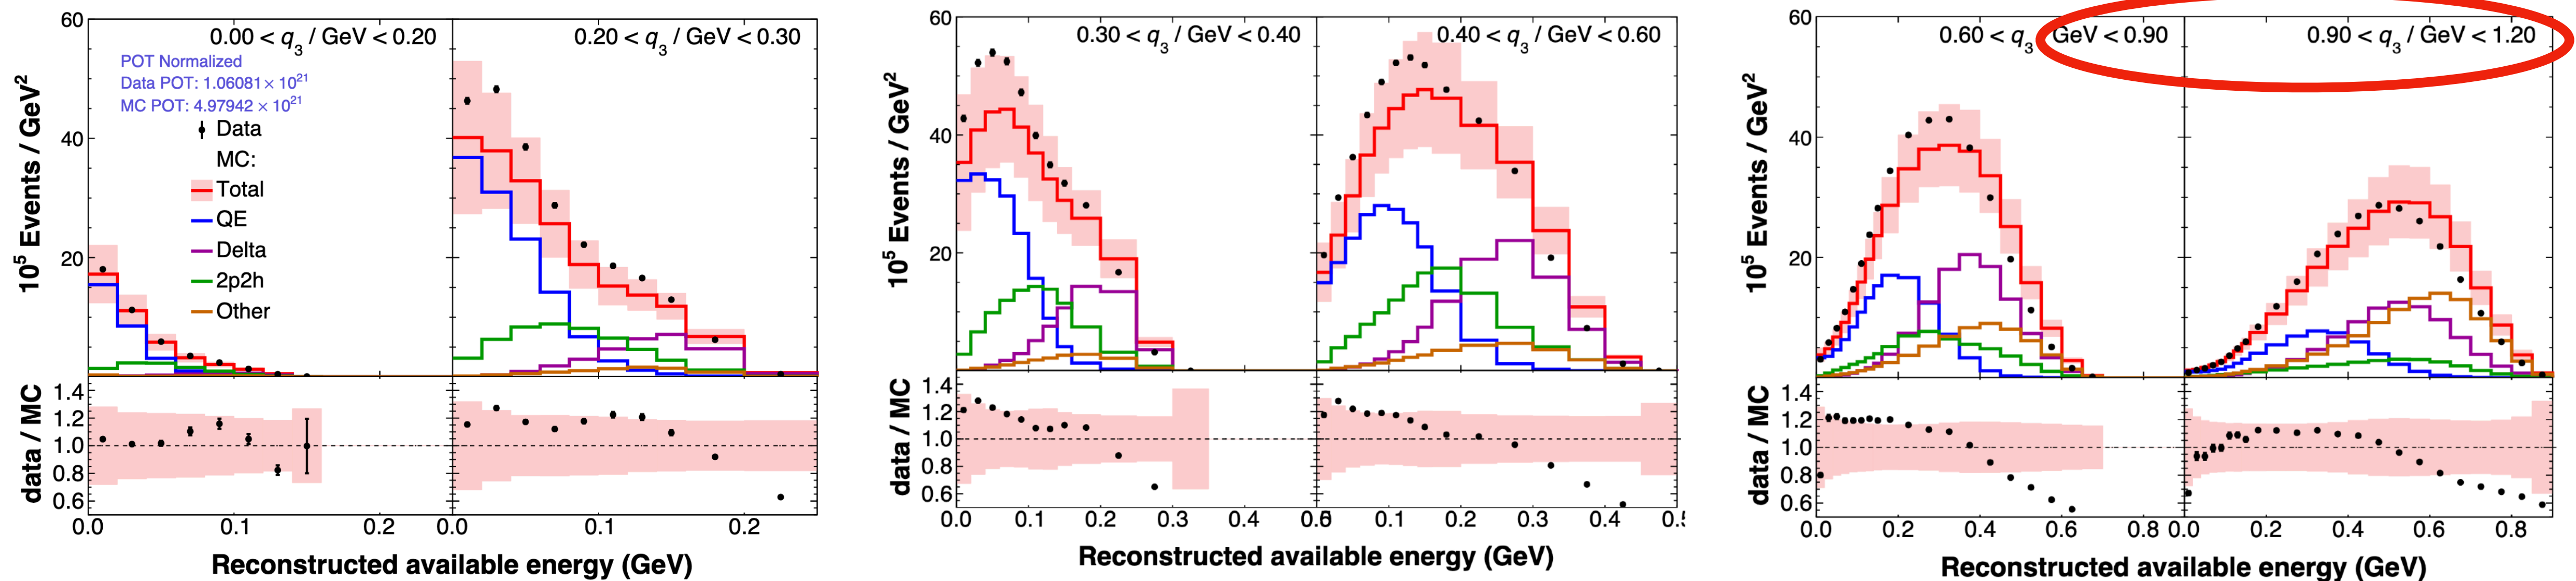 60
0.00 < q3 / GeV < 0.20
0.20 < q3 / GeV < 0.30
POT Normalized
Data POT: 1.06081× 10^21
MC POT: 4.97942 × 10^21
Data
MC:
Total
QE
Delta
2p2h
Other
40
20
10^5 Events / GeV^2
1.4
1.2
1.0
0.8
0.6
data / MC
0.0 0.1 0.2 0.0 0.1 0.2
Reconstructed available energy (GeV)
60
0.30 < q3 / GeV < 0.40
0.40 < q3 / GeV < 0.60
40
20
10^5 Events / GeV^2
1.4
1.2
1.0
0.8
0.6
data / MC
0.0 0.1 0.2 0.3 0.4 0.1 0.2 0.3 0.4
Reconstructed available energy (GeV)
60
0.60 < q3 GeV < 0.90
0.90 < q3 / GeV < 1.20
40
20
10^5 Events / GeV^2
1.4
1.2
1.0
0.8
0.6
data / MC
0.0 0.2 0.4 0.6 0.8 0.0 0.2 0.4 0.6 0.8
Reconstructed available energy (GeV)